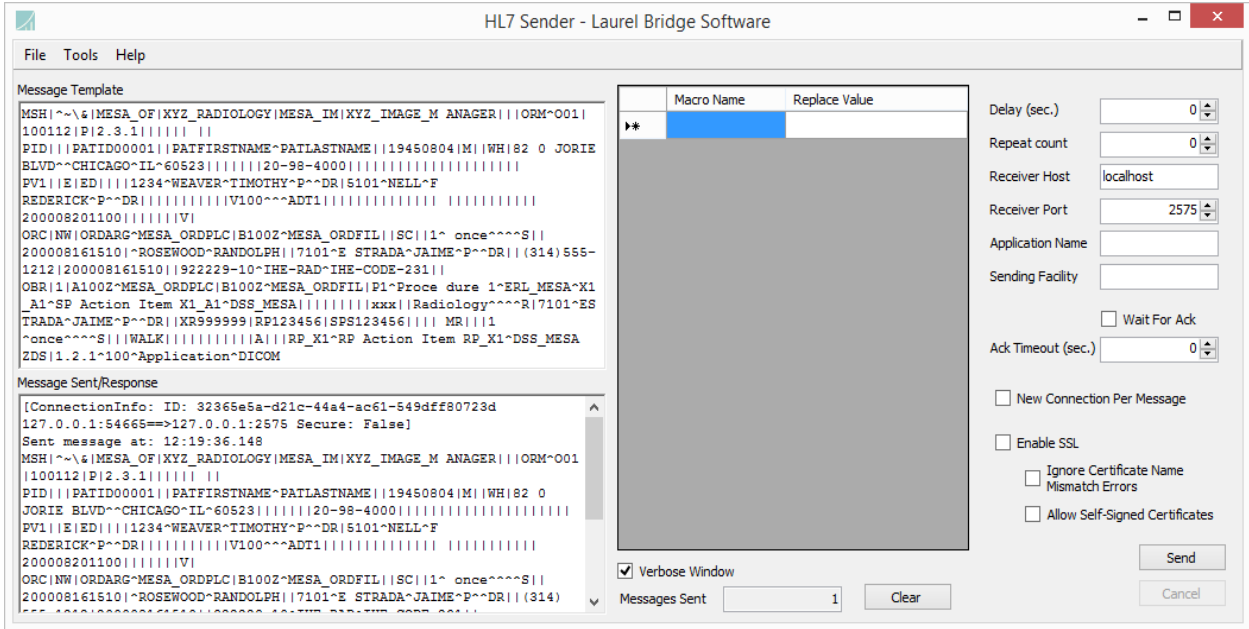 HL7 Sender - Laurel Bridge Software
File Tools Help
Message Template
MSH|^~\&|MESA_OF|XYZ_RADIOLOGY|MESA_IM|XYZ_IMAGE_M ANAGER|||ORM^O01|
100112|P|2.3.1|||||| ||
PID|||PATID00001||PATFIRSTNAME^PATLASTNAME||19450804|M||WH|82 0 JORIE
BLVD^^CHICAGO^IL^60523|||||||20-98-4000||||||||||||||||||||||
PV1||E|ED||||1234^WEAVER^TIMOTHY^P^^DR|5101^NELL^F
REDERICK^P^^DR|||||||||||V100^^^ADT1|||||||||||||| |||||||||||
200008201100|||||||V|
ORC|NW|ORDARG^MESA_ORDPLC|B100Z^MESA_ORDFIL||SC||1^ once^^^^S||
200008161510|^ROSEWOOD^RANDOLPH||7101^E STRADA^JAIME^P^^DR||(314)555-
1212|200008161510||922229-10^IHE-RAD^IHE-CODE-231||
OBR|1|A100Z^MESA_ORDPLC|B100Z^MESA_ORDFIL|P1^Proce dure 1^ERL_MESA^X1
_A1^SP Action Item X1_A1^DSS_MESA|||||||||xxx||Radiology^^^^R|7101^ES
TRADA^JAIME^P^^DR||XR999999|RP123456|SPS123456|||| MR|||1
^once^^^^S|||WALK|||||||||||A|||RP_X1^RP Action Item RP_X1^DSS_MESA
ZDS|1.2.1^100^Application^DICOM
Message Sent/Response
[ConnectionInfo: ID: 32365e5a-d21c-44a4-ac61-549dff80723d
127.0.0.1:54665==>127.0.0.1:2575 Secure: False]
Sent message at: 12:19:36.148
MSH|^~\&|MESA_OF|XYZ_RADIOLOGY|MESA_IM|XYZ_IMAGE_M ANAGER|||ORM^O01
|100112|P|2.3.1|||||| ||
PID|||PATID00001||PATFIRSTNAME^PATLASTNAME||19450804|M||WH|82 0
JORIE BLVD^^CHICAGO^IL^60523|||||||20-98-4000||||||||||||||||||||||
PV1||E|ED||||1234^WEAVER^TIMOTHY^P^^DR|5101^NELL^F
REDERICK^P^^DR|||||||||||V100^^^ADT1|||||||||||||| |||||||||||
200008201100|||||||V|
ORC|NW|ORDARG^MESA_ORDPLC|B100Z^MESA_ORDFIL||SC||1^ once^^^^S||
200008161510|^ROSEWOOD^RANDOLPH||7101^E STRADA^JAIME^P^^DR||(314)
Macro Name Replace Value
Verbose Window
Messages Sent 1 Clear
Delay (sec.) 0
Repeat count 0
Receiver Host localhost
Receiver Port 2575
Application Name
Sending Facility
Wait For Ack
Ack Timeout (sec.) 0
New Connection Per Message
Enable SSL
Ignore Certificate Name
Mismatch Errors
Allow Self-Signed Certificates
Send
Cancel